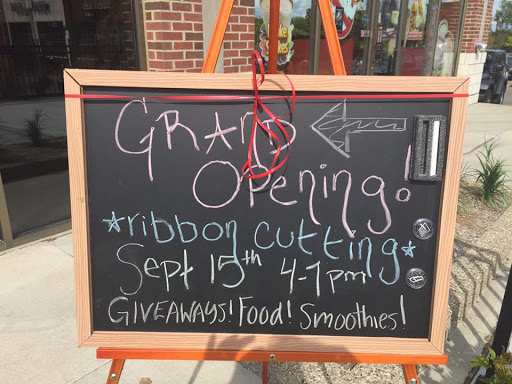 Grand
Opening!
*ribbon cutting*
Sept 15th 4-7pm
GIVEAWAYS! Food! Smoothies!